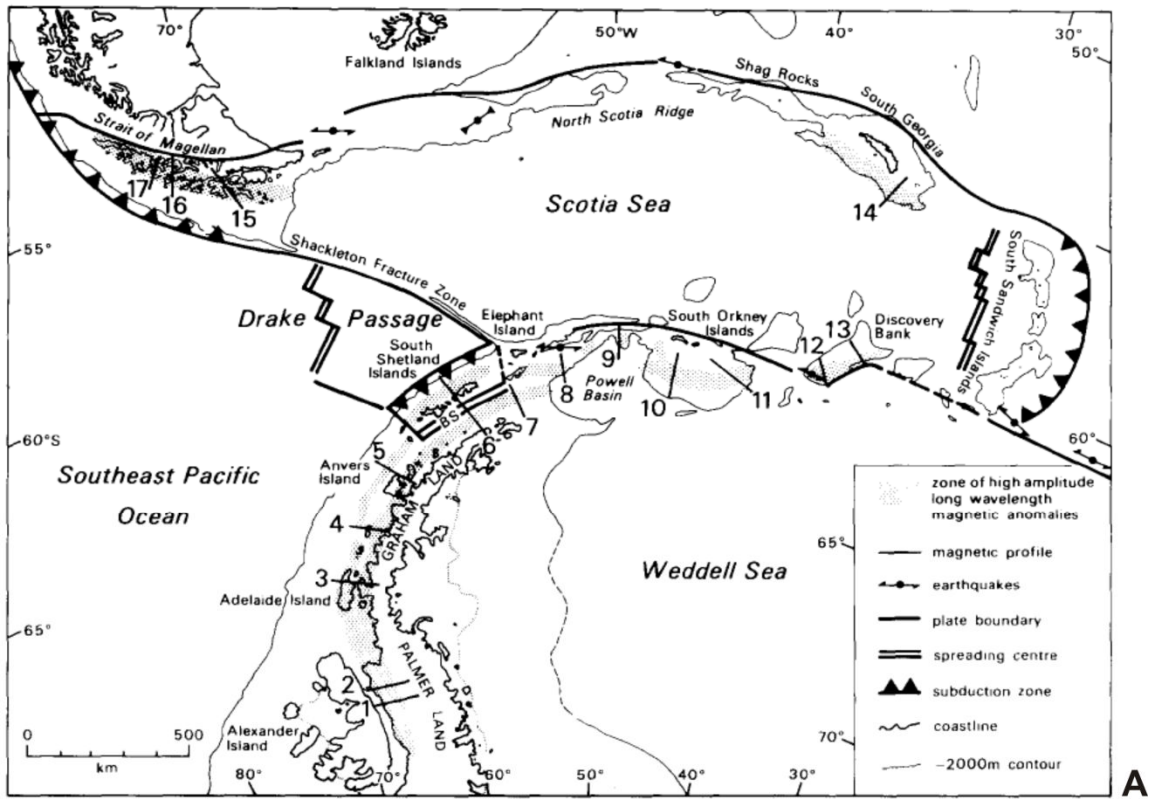 70°
50°W
40°
30°
50°
Falkland Islands
Shag Rocks
North Scotia Ridge
South Georgia
Strait of Magellan
17
16
15
14
Scotia Sea
55°
Shackleton Fracture Zone
South Sandwich Islands
Drake Passage
Elephant
Island
South Orkney
Islands
Discovery
Bank
South
Shetland
Islands
12
13
9
8
Powell
Basin
10
11
7
BS
6
60°S
60°
5
Anvers
Island
Southeast Pacific
Ocean
4
GRAHAM LAND
3
Adelaide Island
Weddell Sea
65°
65°
2
1
PALMER LAND
Alexander
Island
0 500
km
70°
80°
70°
60°
50°
40°
30°
zone of high amplitude
long wavelength
magnetic anomalies
magnetic profile
earthquakes
plate boundary
spreading centre
subduction zone
coastline
-2000m contour
A